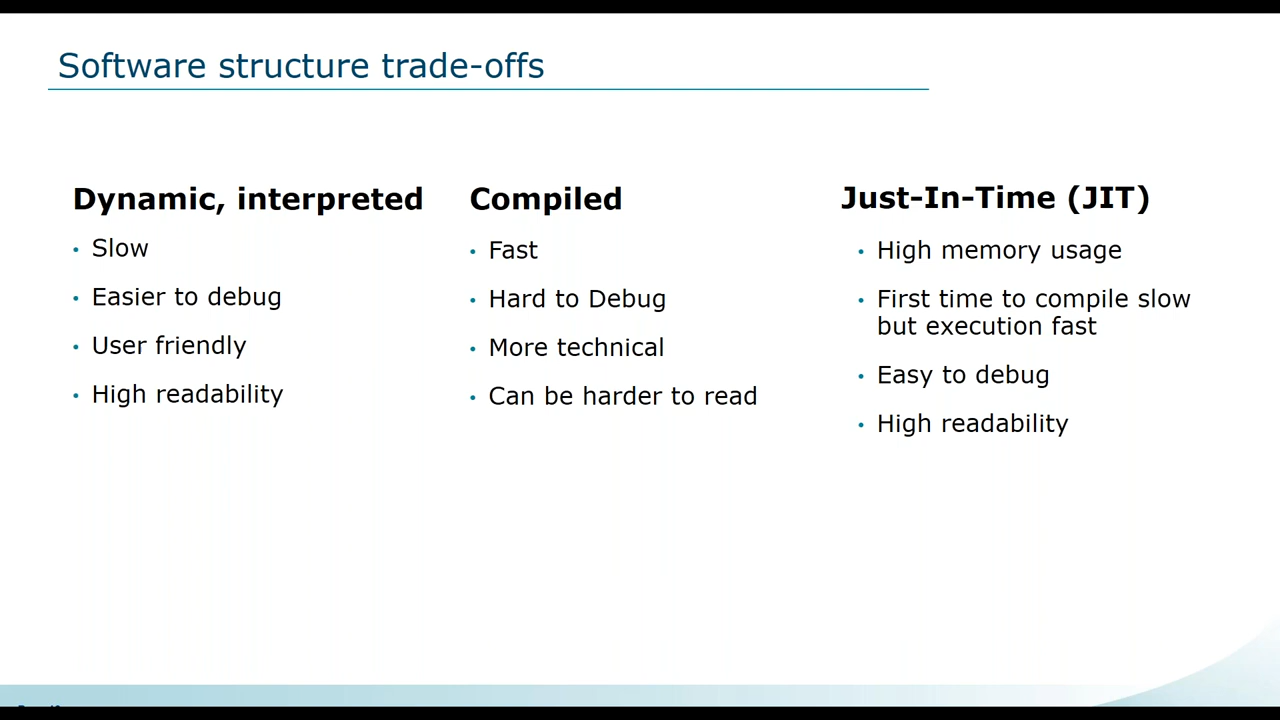 Software structure trade-offs
Dynamic, interpreted
• Slow
• Easier to debug
• User friendly
• High readability
Compiled
• Fast
• Hard to Debug
• More technical
• Can be harder to read
Just-In-Time (JIT)
• High memory usage
• First time to compile slow
but execution fast
• Easy to debug
• High readability